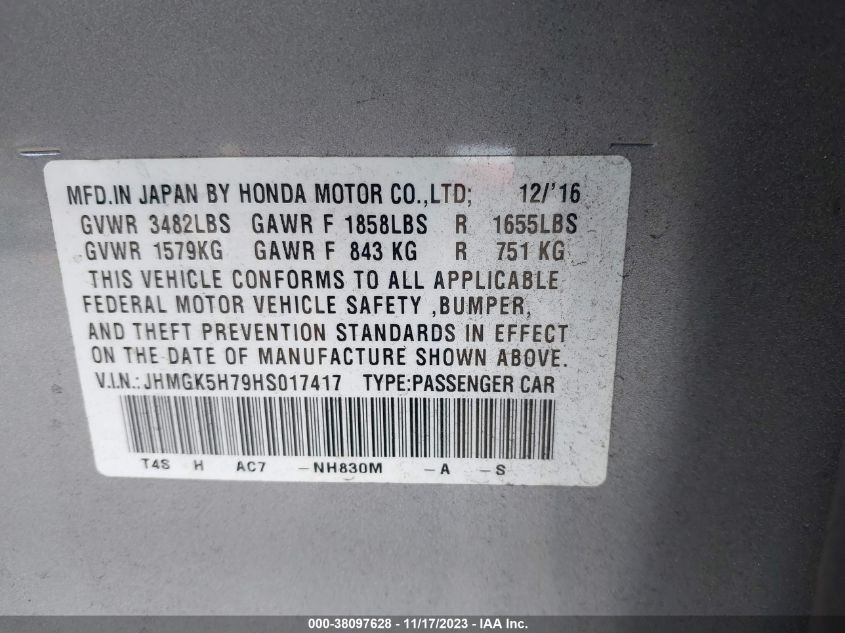 MFD.IN JAPAN BY HONDA MOTOR CO.,LTD; 12/'16
GVWR 3482LBS GAWR F 1858LBS R 1655LBS
GVWR 1579KG GAWR F 843 KG R 751 KG
THIS VEHICLE CONFORMS TO ALL APPLICABLE
FEDERAL MOTOR VEHICLE SAFETY ,BUMPER,
AND THEFT PREVENTION STANDARDS IN EFFECT
ON THE DATE OF MANUFACTURE SHOWN ABOVE.
V.I.N.: JHMGK5H79HS017417 TYPE:PASSENGER CAR
T4S H AC7 -NH830M -A -S
000-38097628 - 11/17/2023 - IAA Inc.